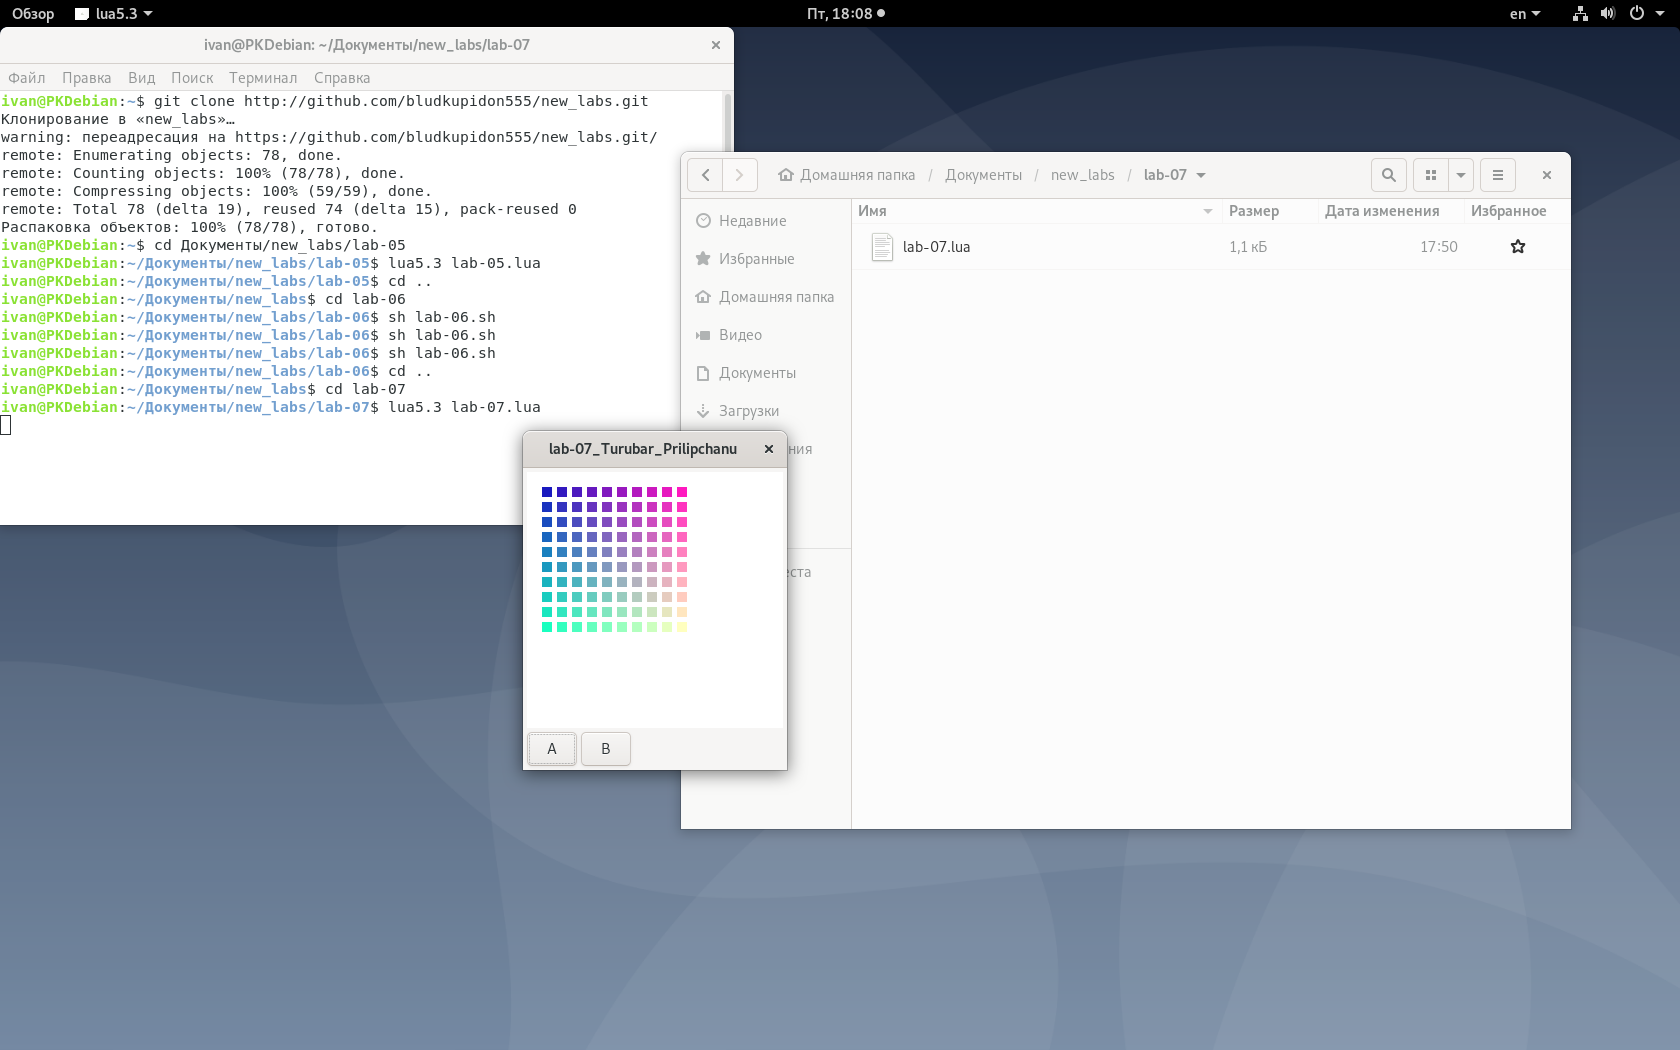 Обзор lua5.3 Пт, 18:08 en
ivan@PKDebian: ~/Документы/new_labs/lab-07
Файл Правка Вид Поиск Терминал Справка
ivan@PKDebian:~$ git clone http://github.com/bludkupidon555/new_labs.git
Клонирование в «new_labs»…
warning: переадресация на https://github.com/bludkupidon555/new_labs.git/
remote: Enumerating objects: 78, done.
remote: Counting objects: 100% (78/78), done.
remote: Compressing objects: 100% (59/59), done.
remote: Total 78 (delta 19), reused 74 (delta 15), pack-reused 0
Распаковка объектов: 100% (78/78), готово.
ivan@PKDebian:~$ cd Документы/new_labs/lab-05
ivan@PKDebian:~/Документы/new_labs/lab-05$ lua5.3 lab-05.lua
ivan@PKDebian:~/Документы/new_labs/lab-05$ cd ..
ivan@PKDebian:~/Документы/new_labs$ cd lab-06
ivan@PKDebian:~/Документы/new_labs/lab-06$ sh lab-06.sh
ivan@PKDebian:~/Документы/new_labs/lab-06$ sh lab-06.sh
ivan@PKDebian:~/Документы/new_labs/lab-06$ sh lab-06.sh
ivan@PKDebian:~/Документы/new_labs/lab-06$ cd ..
ivan@PKDebian:~/Документы/new_labs$ cd lab-07
ivan@PKDebian:~/Документы/new_labs/lab-07$ lua5.3 lab-07.lua
Домашняя папка / Документы / new_labs / lab-07
Недавние
Избранные
Домашняя папка
Видео
Документы
Загрузки
ния
еста
Имя Размер Дата изменения Избранное
lab-07.lua 1,1 кБ 17:50
lab-07_Turubar_Prilipchanu
A B